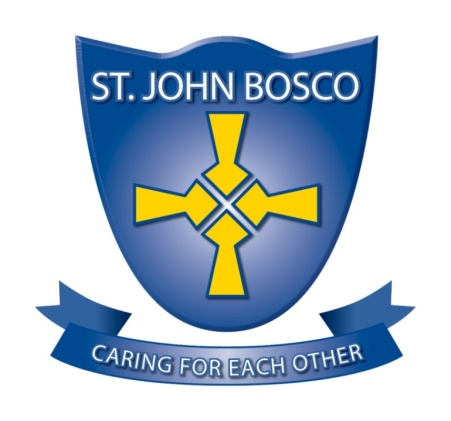 ST. JOHN BOSCO
CARING FOR EACH OTHER